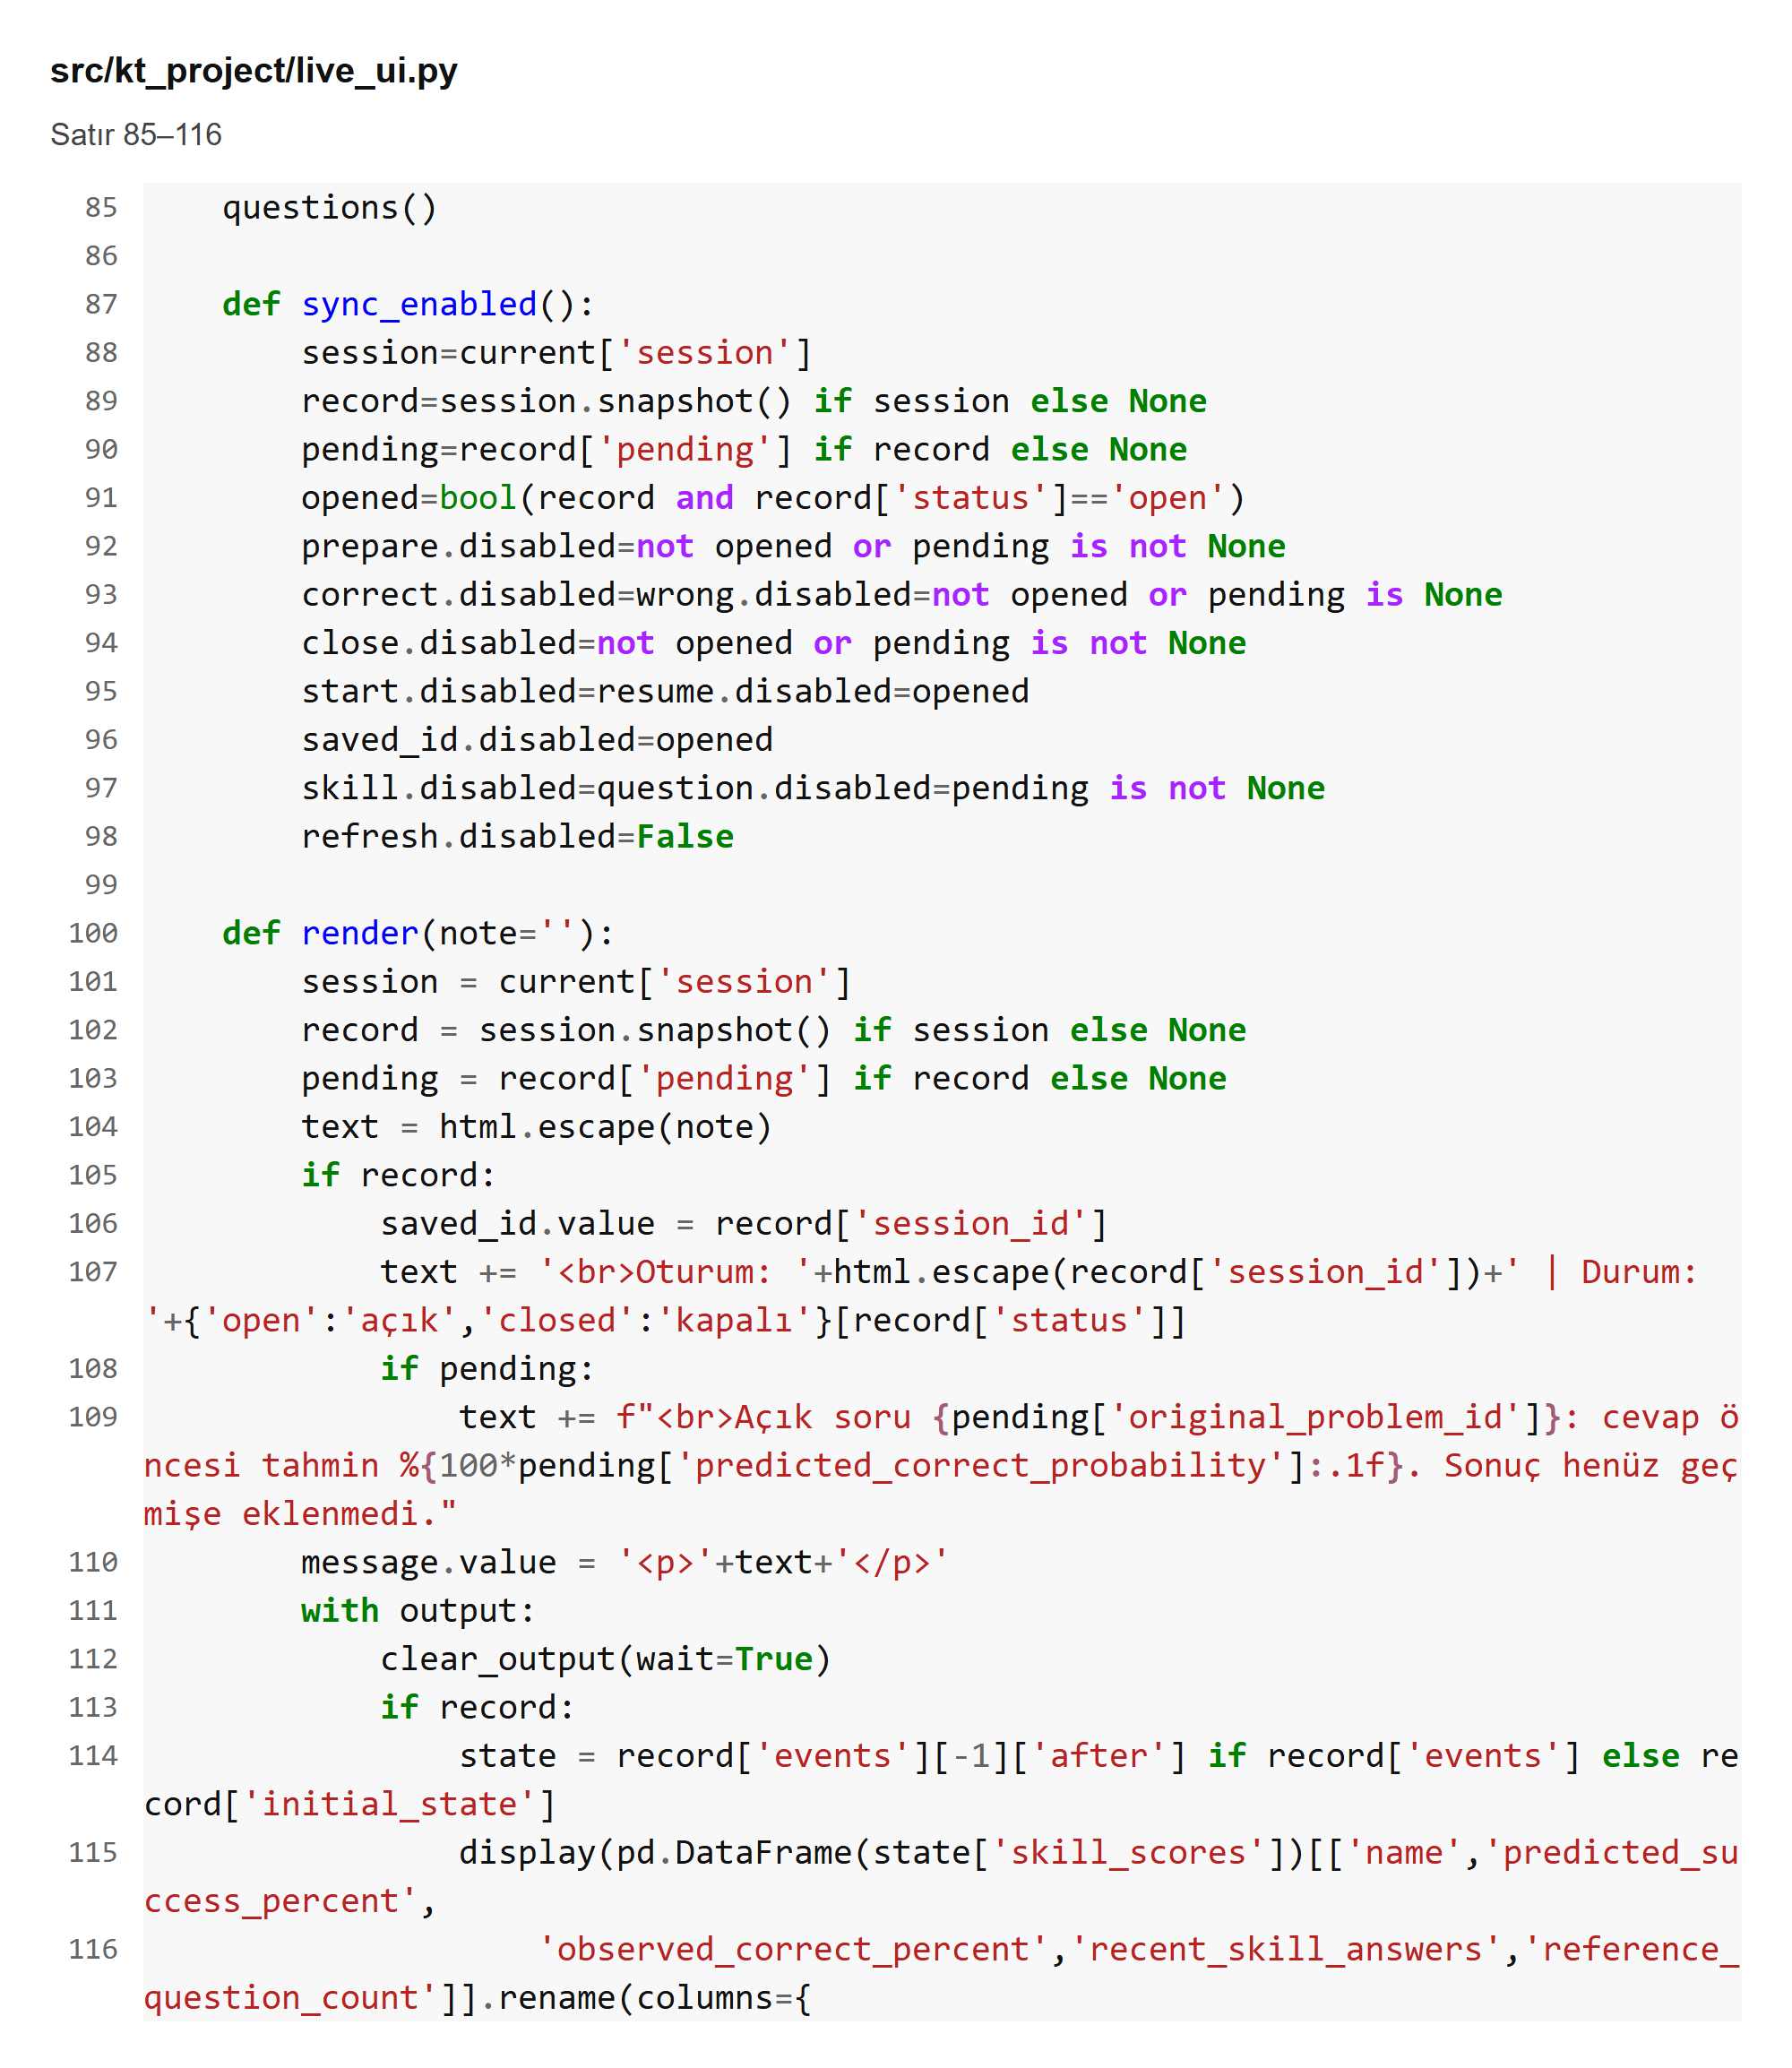 src/kt_project/live_ui.py
Satır 85–116
85     questions()
86
87     def sync_enabled():
88         session=current['session']
89         record=session.snapshot() if session else None
90         pending=record['pending'] if record else None
91         opened=bool(record and record['status']=='open')
92         prepare.disabled=not opened or pending is not None
93         correct.disabled=wrong.disabled=not opened or pending is None
94         close.disabled=not opened or pending is not None
95         start.disabled=resume.disabled=opened
96         saved_id.disabled=opened
97         skill.disabled=question.disabled=pending is not None
98         refresh.disabled=False
99
100     def render(note=''):
101         session = current['session']
102         record = session.snapshot() if session else None
103         pending = record['pending'] if record else None
104         text = html.escape(note)
105         if record:
106             saved_id.value = record['session_id']
107             text += '<br>Oturum: '+html.escape(record['session_id'])+' | Durum:
'+{'open':'açık','closed':'kapalı'}[record['status']]
108             if pending:
109                 text += f"<br>Açık soru {pending['original_problem_id']}: cevap ö
ncesi tahmin %{100*pending['predicted_correct_probability']:.1f}. Sonuç henüz geç
mişe eklenmedi."
110         message.value = '<p>'+text+'</p>'
111         with output:
112             clear_output(wait=True)
113             if record:
114                 state = record['events'][-1]['after'] if record['events'] else re
cord['initial_state']
115                 display(pd.DataFrame(state['skill_scores'])[['name','predicted_su
ccess_percent',
116                     'observed_correct_percent','recent_skill_answers','reference_
question_count']].rename(columns={